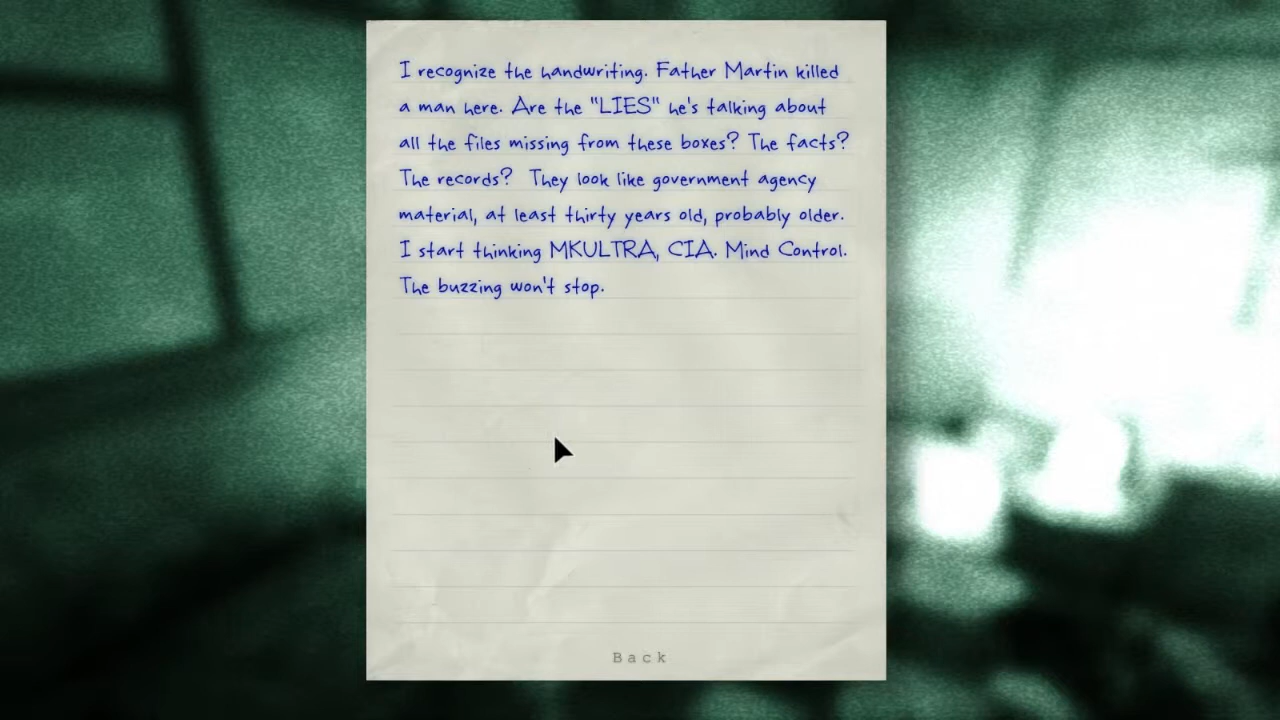 I recognize the handwriting. Father Martin killed
a man here. Are the "LIES" he's talking about
all the files missing from these boxes? The facts?
The records?  They look like government agency
material, at least thirty years old, probably older.
I start thinking MKULTRA, CIA. Mind Control.
The buzzing won't stop.
Back